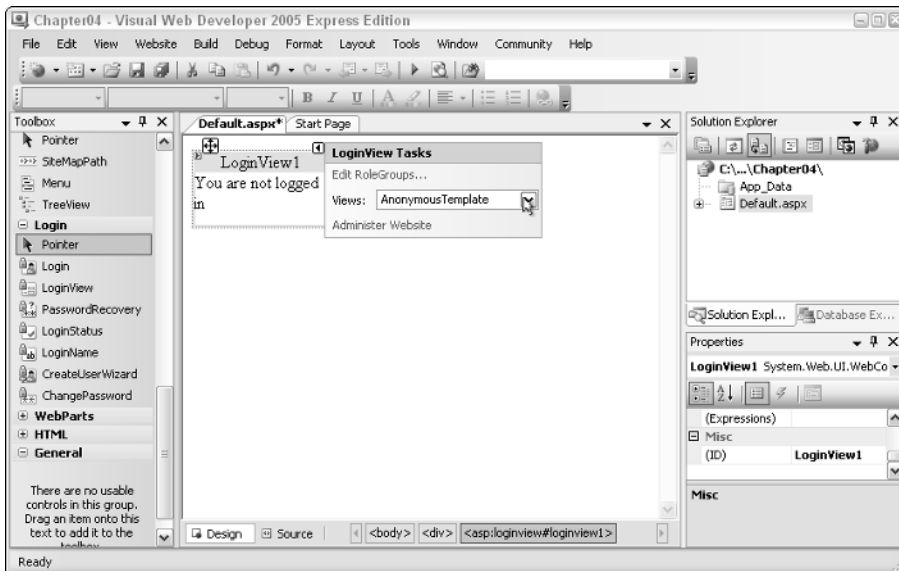 Chapter04 - Visual Web Developer 2005 Express Edition
File Edit View Website Build Debug Format Layout Tools Window Community Help
B I U A
Toolbox
Pointer
SiteMapPath
Menu
TreeView
Login
Pointer
Login
LoginView
PasswordRecovery
LoginStatus
LoginName
CreateUserWizard
ChangePassword
WebParts
HTML
General
There are no usable
controls in this group.
Drag an item onto this
text to add it to the
Default.aspx* Start Page
LoginView1
You are not logged
in
LoginView Tasks
Edit RoleGroups...
Views: AnonymousTemplate
Administer Website
Design Source <body> <div> <asp:loginview#loginview1>
Solution Explorer
C:\...\Chapter04\
App_Data
Default.aspx
Solution Expl... Database Ex...
Properties
LoginView1 System.Web.UI.WebCo
(Expressions)
Misc
(ID) LoginView1
Misc
Ready